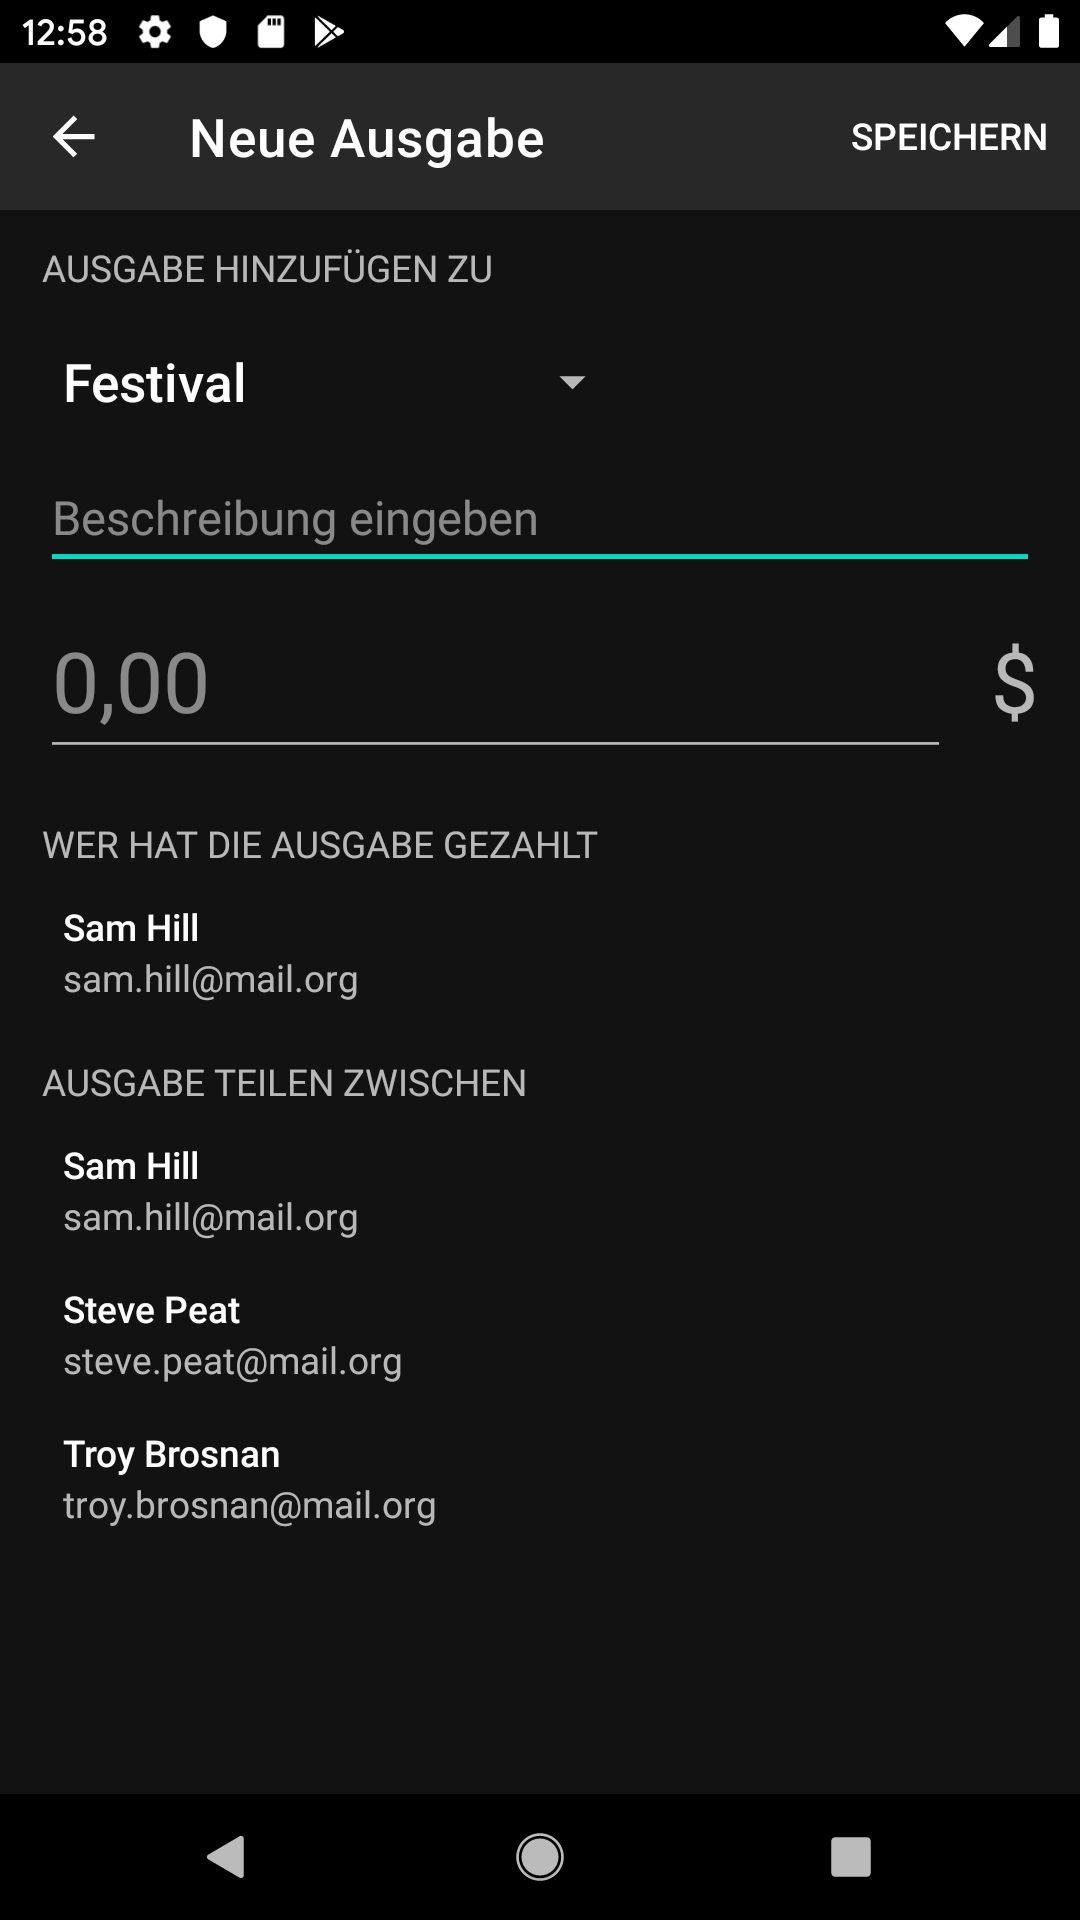 12:58
Neue Ausgabe
SPEICHERN
AUSGABE HINZUFÜGEN ZU
Festival
Beschreibung eingeben
0,00
$
WER HAT DIE AUSGABE GEZAHLT
Sam Hill
sam.hill@mail.org
AUSGABE TEILEN ZWISCHEN
Sam Hill
sam.hill@mail.org
Steve Peat
steve.peat@mail.org
Troy Brosnan
troy.brosnan@mail.org